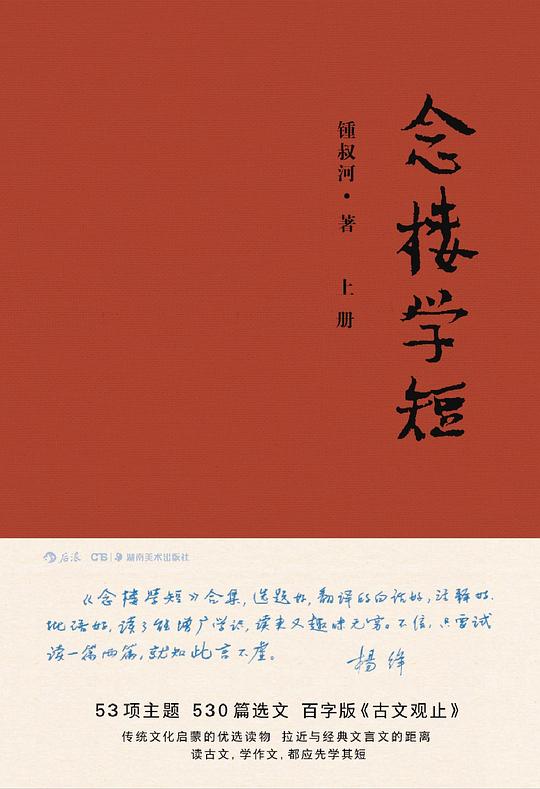 念楼学短
锺叔河·著 上册
后浪 湖南美术出版社
《念楼学短》合集，选题好，翻译的白话好，注释好，
批语好，读了能增广学识，读来又趣味无穷。不信，只需试
读一篇两篇，就知此言不虚。 杨绛
53项主题 530篇选文 百字版《古文观止》
传统文化启蒙的优选读物 拉近与经典文言文的距离
读古文，学作文，都应先学其短